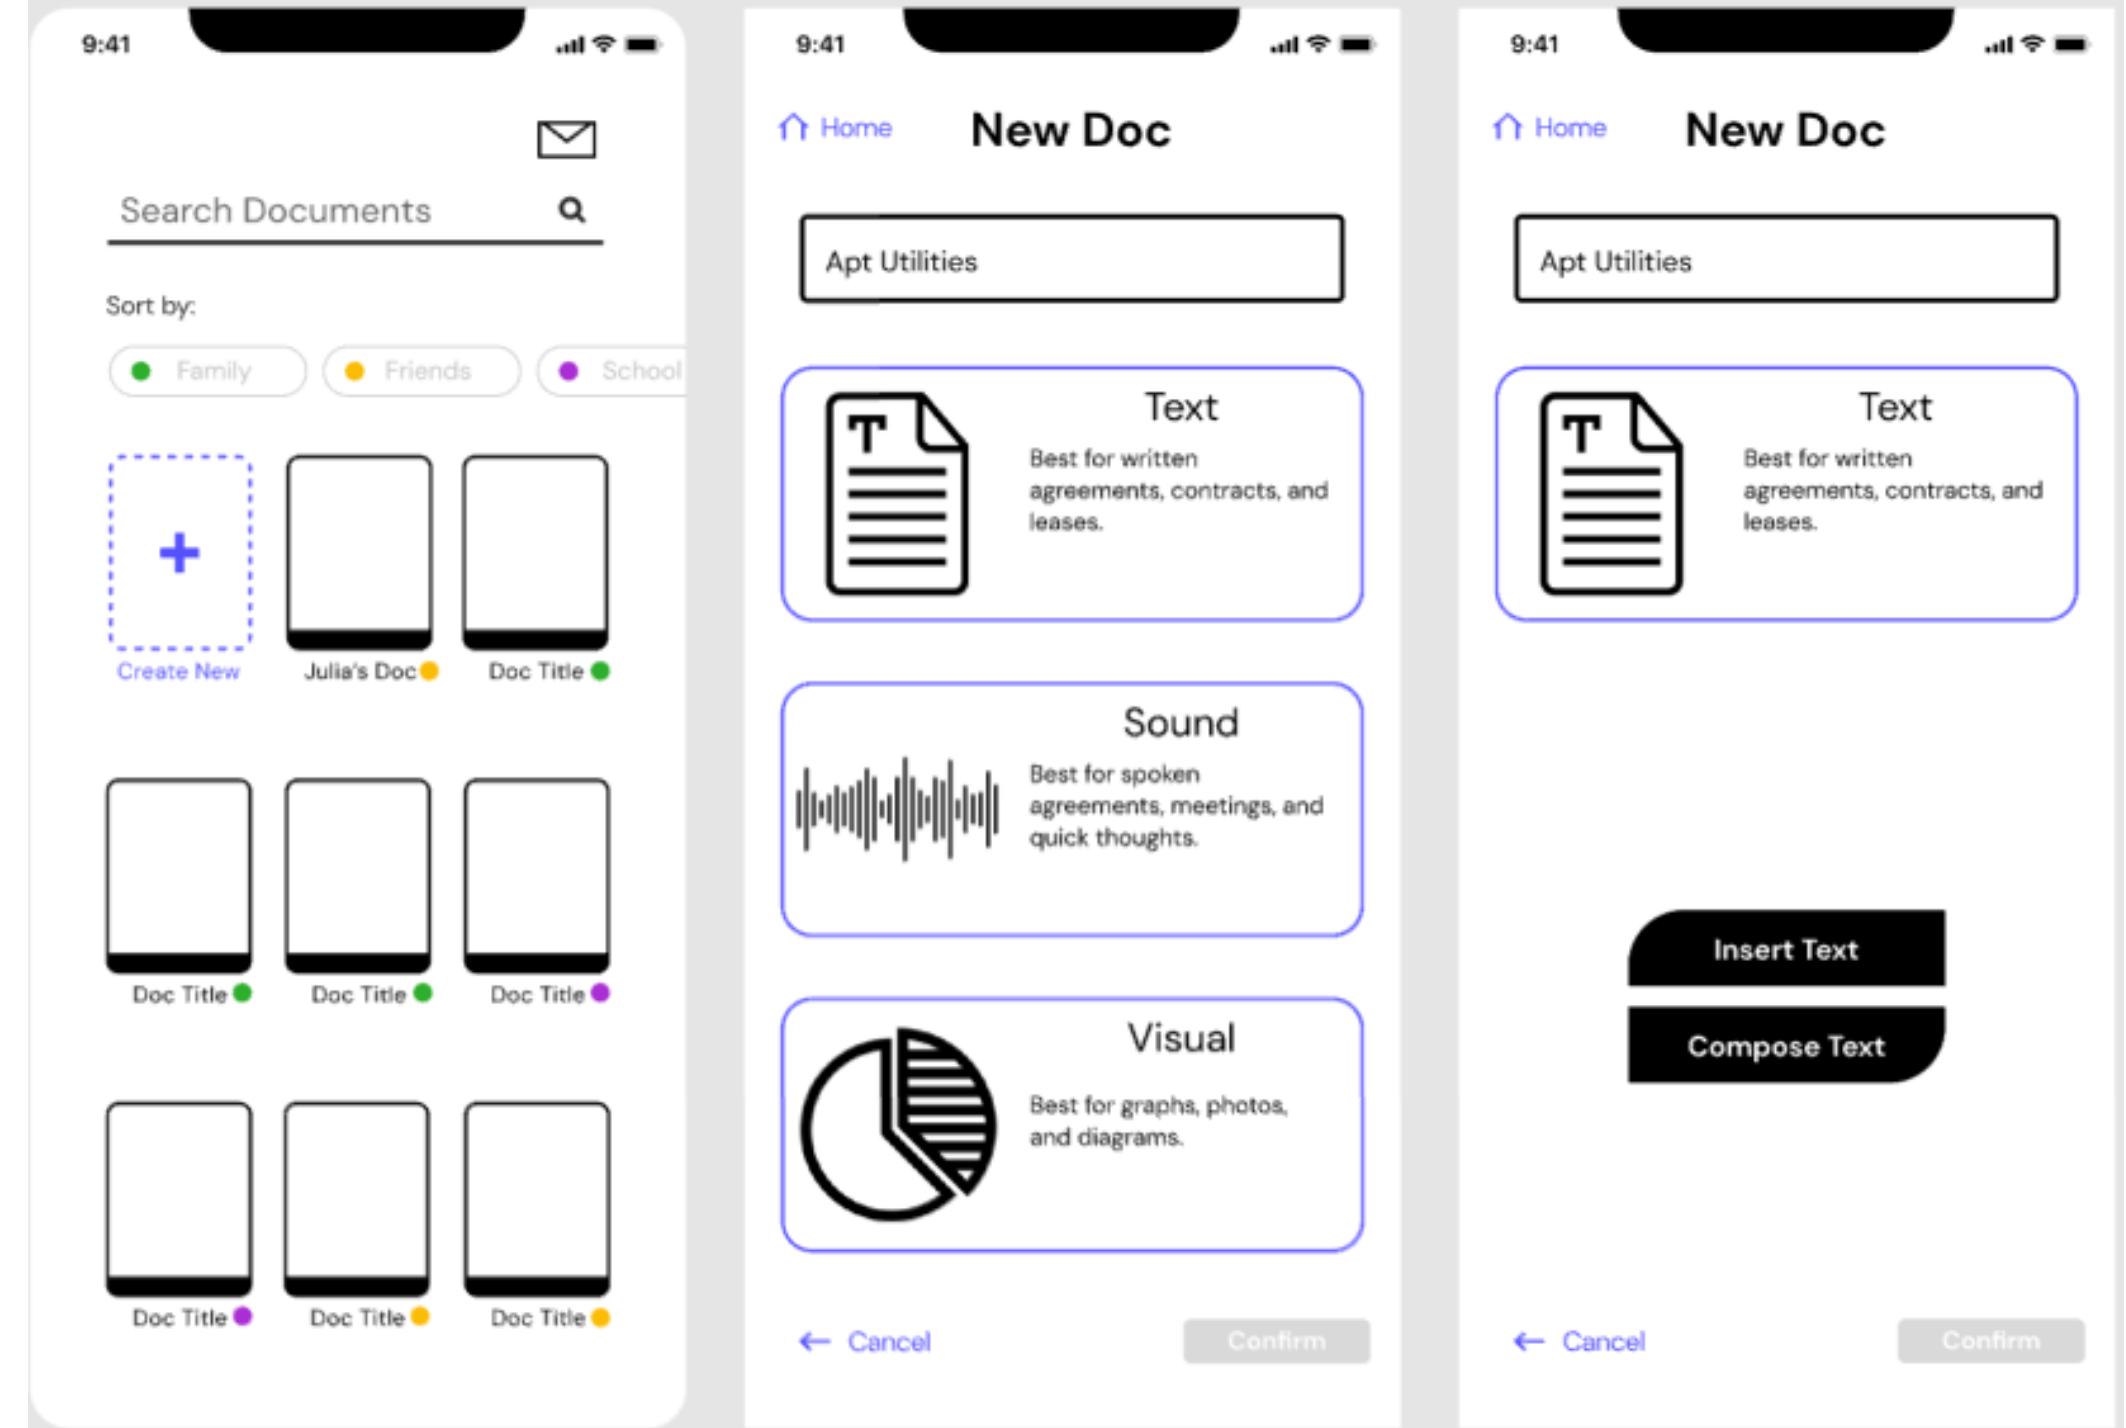 9:41
Search Documents
Sort by:
Family
Friends
School
Create New
Julia's Doc
Doc Title
Doc Title
Doc Title
Doc Title
Doc Title
Doc Title
Doc Title
9:41
Home
New Doc
Apt Utilities
T
Text
Best for written
agreements, contracts, and
leases.
Sound
Best for spoken
agreements, meetings, and
quick thoughts.
Visual
Best for graphs, photos,
and diagrams.
Cancel
Confirm
9:41
Home
New Doc
Apt Utilities
T
Text
Best for written
agreements, contracts, and
leases.
Insert Text
Compose Text
Cancel
Confirm